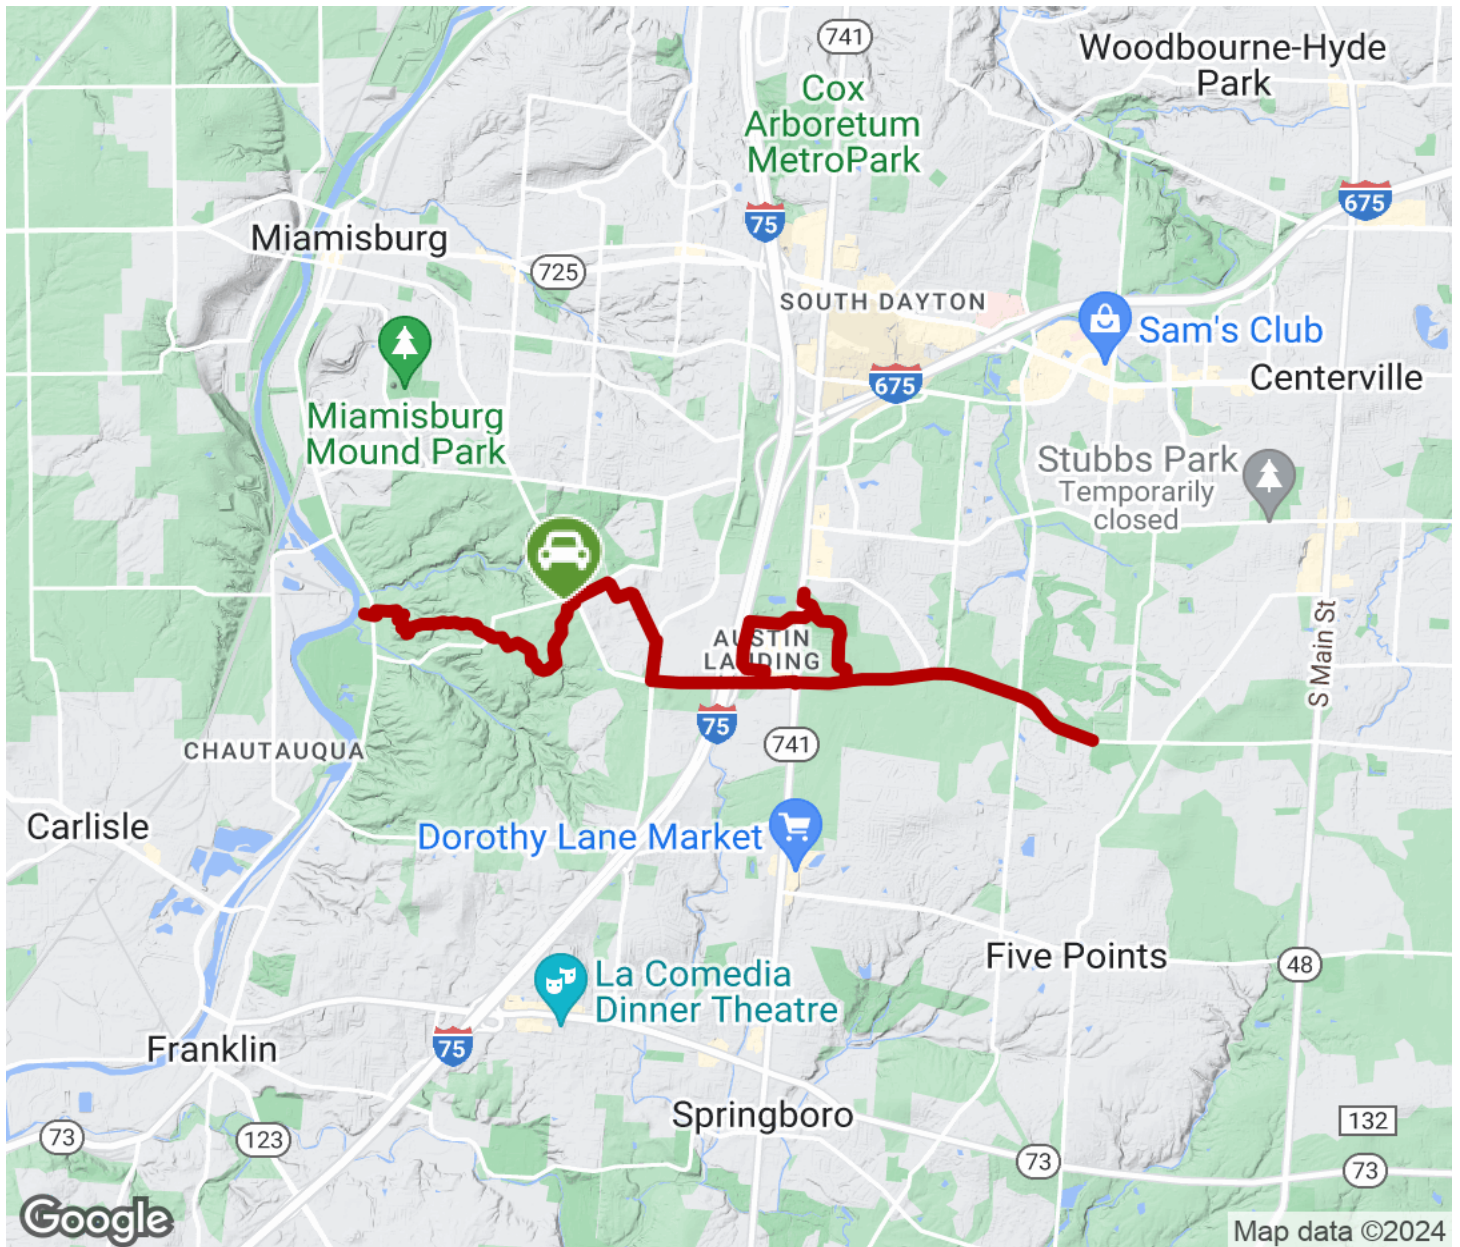 741
Woodbourne-Hyde
Park
Cox
Arboretum
MetroPark
675
75
Miamisburg
725
SOUTH DAYTON
Sam's Club
675
Centerville
Miamisburg
Mound Park
Stubbs Park
Temporarily
closed
AUSTIN
LANDING
S Main St
75
741
CHAUTAUQUA
Carlisle
Dorothy Lane Market
Five Points
48
La Comedia
Dinner Theatre
75
Franklin
Springboro
132
73
123
73
73
Google
Map data ©2024